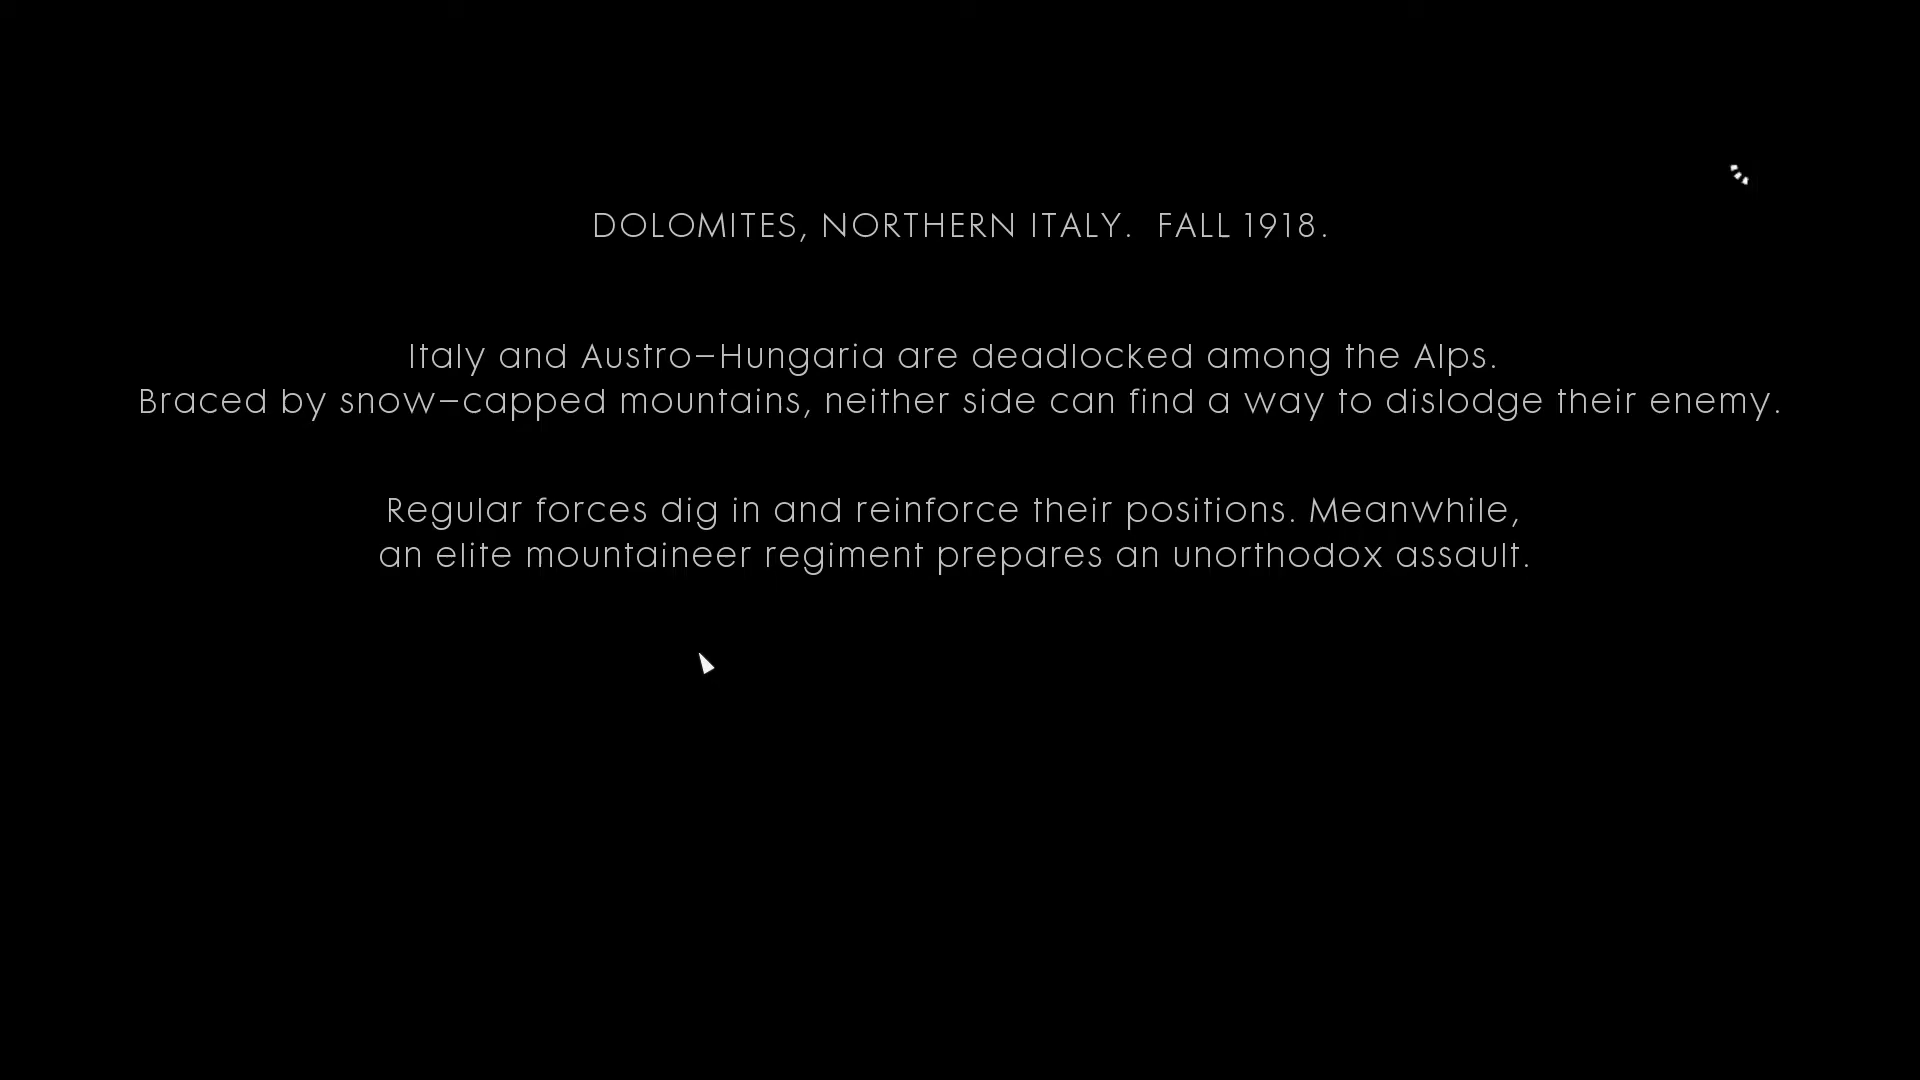 DOLOMITES, NORTHERN ITALY.  FALL 1918.
Italy and Austro-Hungaria are deadlocked among the Alps.
Braced by snow-capped mountains, neither side can find a way to dislodge their enemy.
Regular forces dig in and reinforce their positions. Meanwhile,
an elite mountaineer regiment prepares an unorthodox assault.